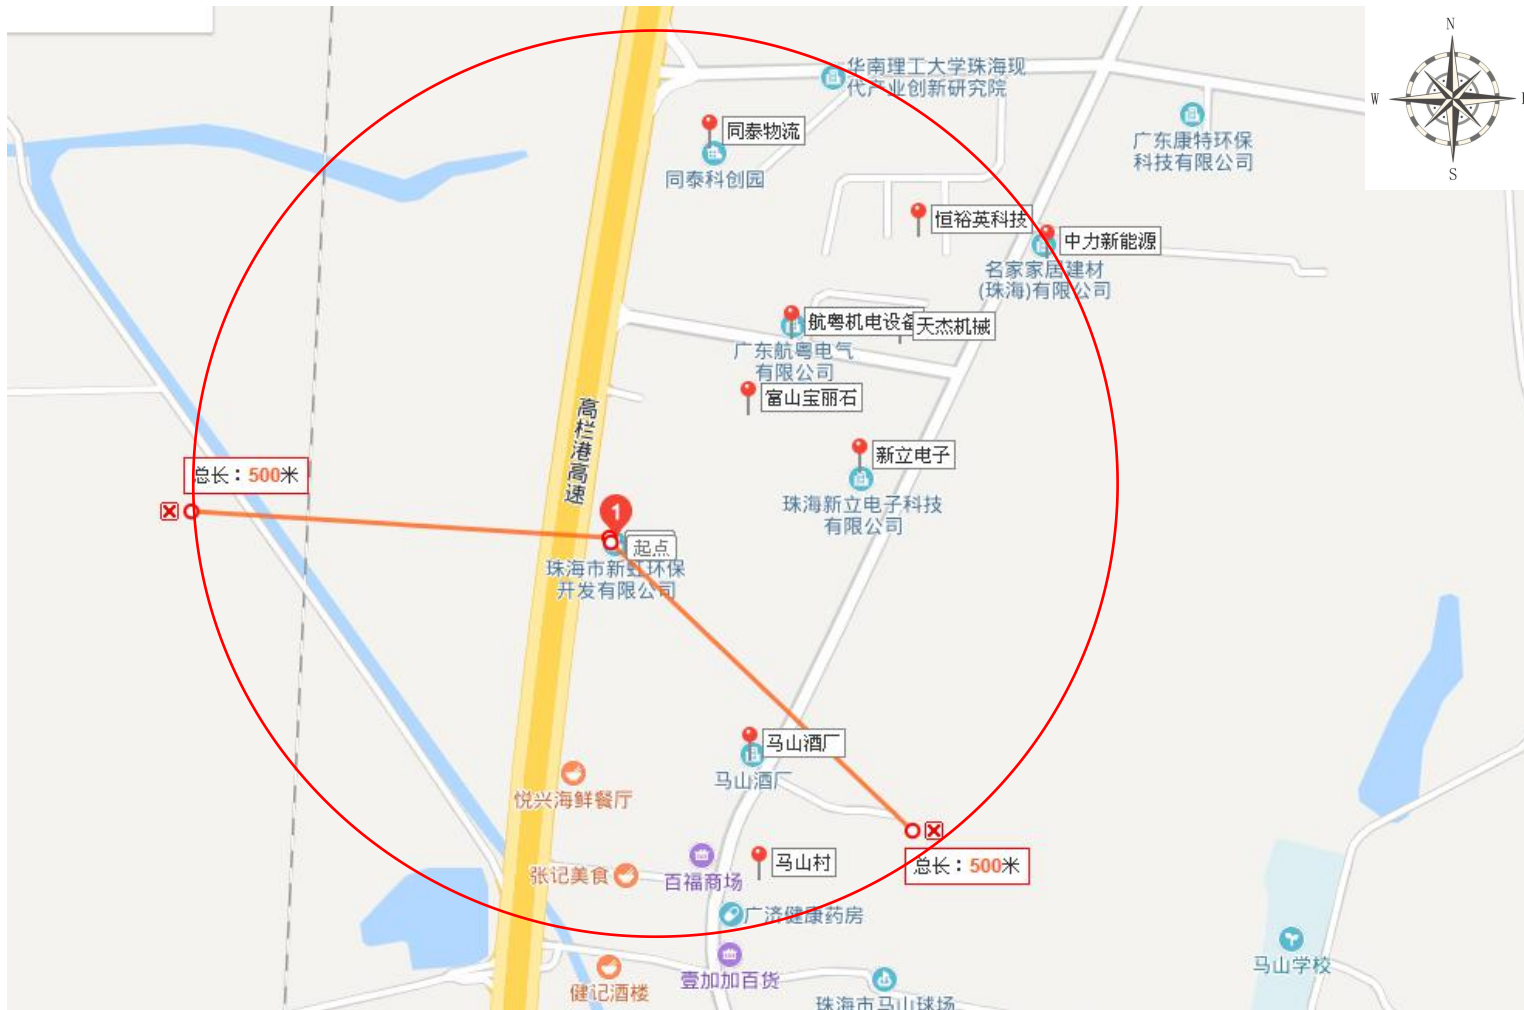 N
W
S
华南理工大学珠海现
代产业创新研究院
同泰物流
同泰科创园
广东康特环保
科技有限公司
恒裕英科技
中力新能源
名家家居建材
(珠海)有限公司
航粤机电设备
天杰机械
广东航粤电气
有限公司
富山宝丽石
高栏港高速
新立电子
总长：500米
珠海新立电子科技
有限公司
1
起点
珠海市新虹环保
开发有限公司
马山酒厂
马山酒厂
悦兴海鲜餐厅
张记美食
百福商场
马山村
总长：500米
广济健康药房
马山学校
壹加加百货
健记酒楼
珠海市马山球场